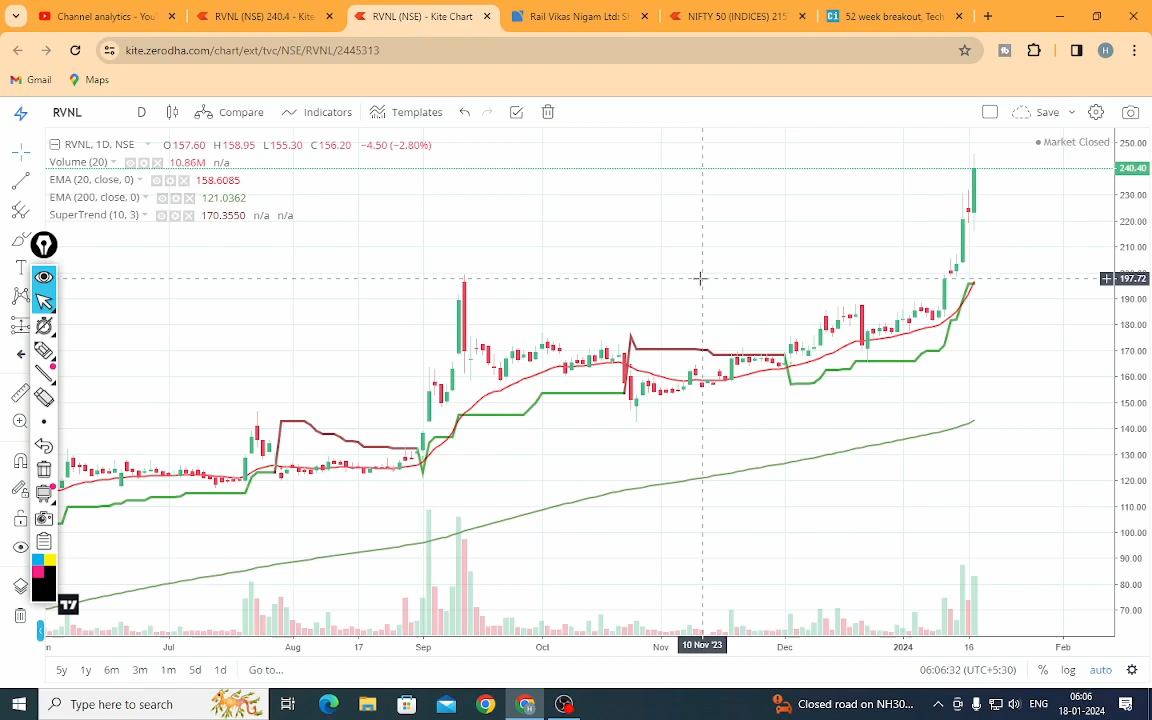 Channel analytics - You
RVNL (NSE) 240.4 - Kite
RVNL (NSE) - Kite Chart
Rail Vikas Nigam Ltd: S
NIFTY 50 (INDICES) 215
52 week breakout, Tech
kite.zerodha.com/chart/ext/tvc/NSE/RVNL/2445313
H
Gmail Maps
RVNL D Compare Indicators Templates Save
RVNL, 1D, NSE O157.60 H158.95 L155.30 C156.20 −4.50 (−2.80%)
Market Closed
Volume (20) 10.86M n/a
EMA (20, close, 0) 158.6085
EMA (200, close, 0) 121.0362
SuperTrend (10, 3) 170.3550 n/a n/a
250.00
240.40
230.00
220.00
210.00
197.72
190.00
180.00
170.00
160.00
150.00
140.00
130.00
120.00
110.00
100.00
90.00
80.00
70.00
Jul Aug 17 Sep Oct Nov 10 Nov '23 Dec 2024 16 Feb
5y 1y 6m 3m 1m 5d 1d Go to...
06:06:32 (UTC+5:30) % log auto
Type here to search
Closed road on NH30...
ENG
06:06
18-01-2024